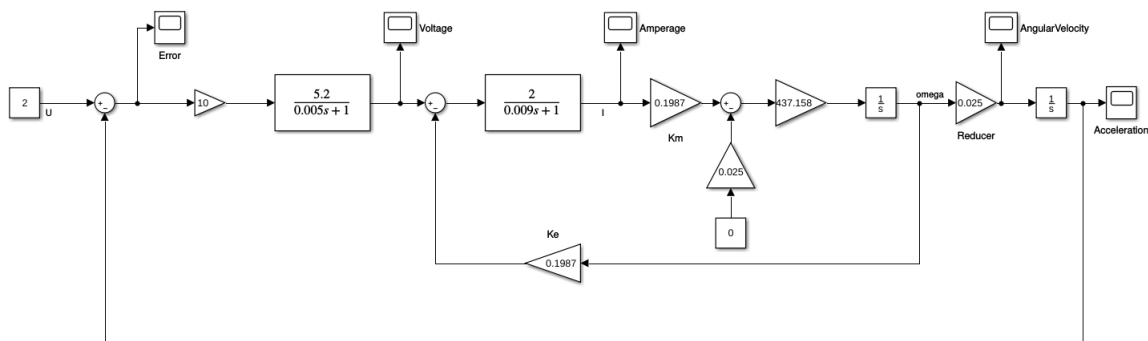 Error
Voltage
Amperage
AngularVelocity
2
U
+
−
10
5.2
0.005s + 1
+
−
2
0.009s + 1
I
0.1987
Km
+
−
437.158
1
s
omega
0.025
Reducer
1
s
Acceleration
0.025
0
Ke
0.1987